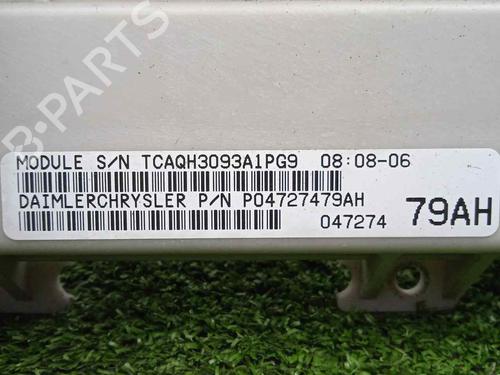 B-PARTS
MODULE S/N TCAQH3093A1PG9 08:08-06
DAIMLERCHRYSLER P/N P04727479AH
047274 79AH